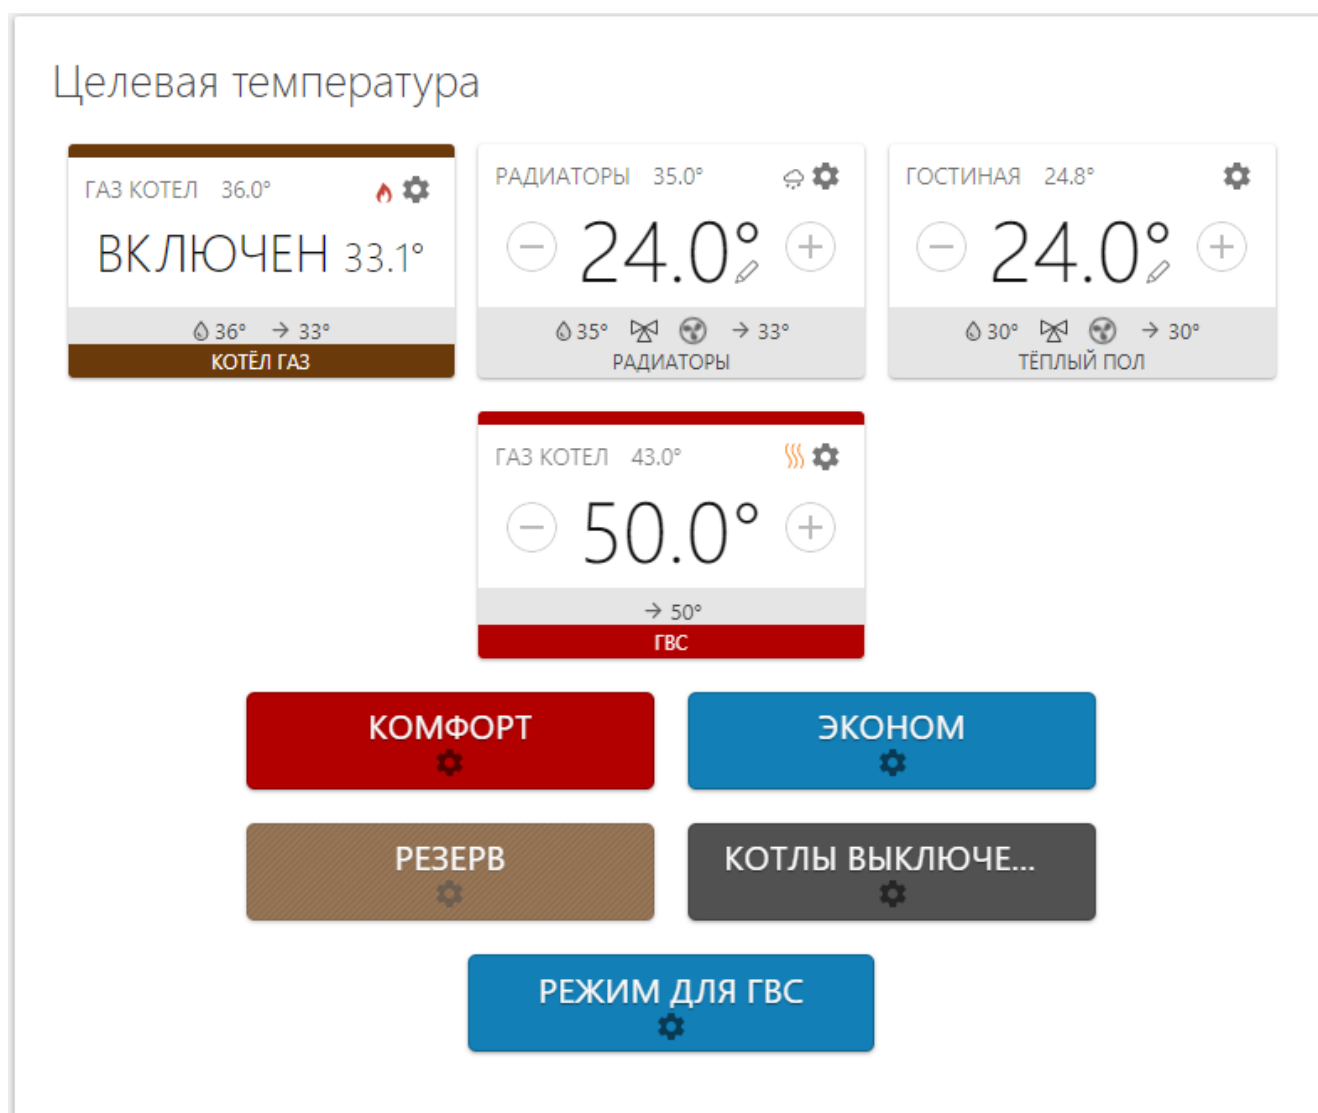 Целевая температура
ГАЗ КОТЕЛ 36.0°
ВКЛЮЧЕН 33.1°
36° → 33°
КОТЁЛ ГАЗ
РАДИАТОРЫ 35.0°
24.0°
35° → 33°
РАДИАТОРЫ
ГОСТИНАЯ 24.8°
24.0°
30° → 30°
ТЁПЛЫЙ ПОЛ
ГАЗ КОТЕЛ 43.0°
50.0°
→ 50°
ГВС
КОМФОРТ
ЭКОНОМ
РЕЗЕРВ
КОТЛЫ ВЫКЛЮЧЕ...
РЕЖИМ ДЛЯ ГВС